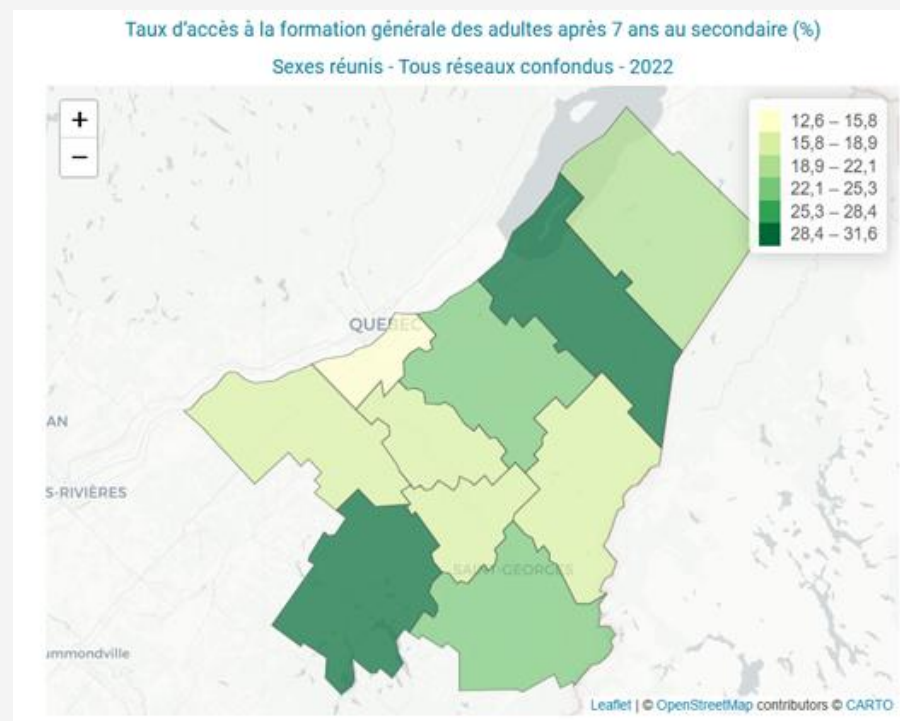 Taux d'accès à la formation générale des adultes après 7 ans au secondaire (%)
Sexes réunis - Tous réseaux confondus - 2022
+
−
12,6 – 15,8
15,8 – 18,9
18,9 – 22,1
22,1 – 25,3
25,3 – 28,4
28,4 – 31,6
QUEBEC
AN
S-RIVIÈRES
SAINT-GEORGES
ummondville
Leaflet | © OpenStreetMap contributors © CARTO